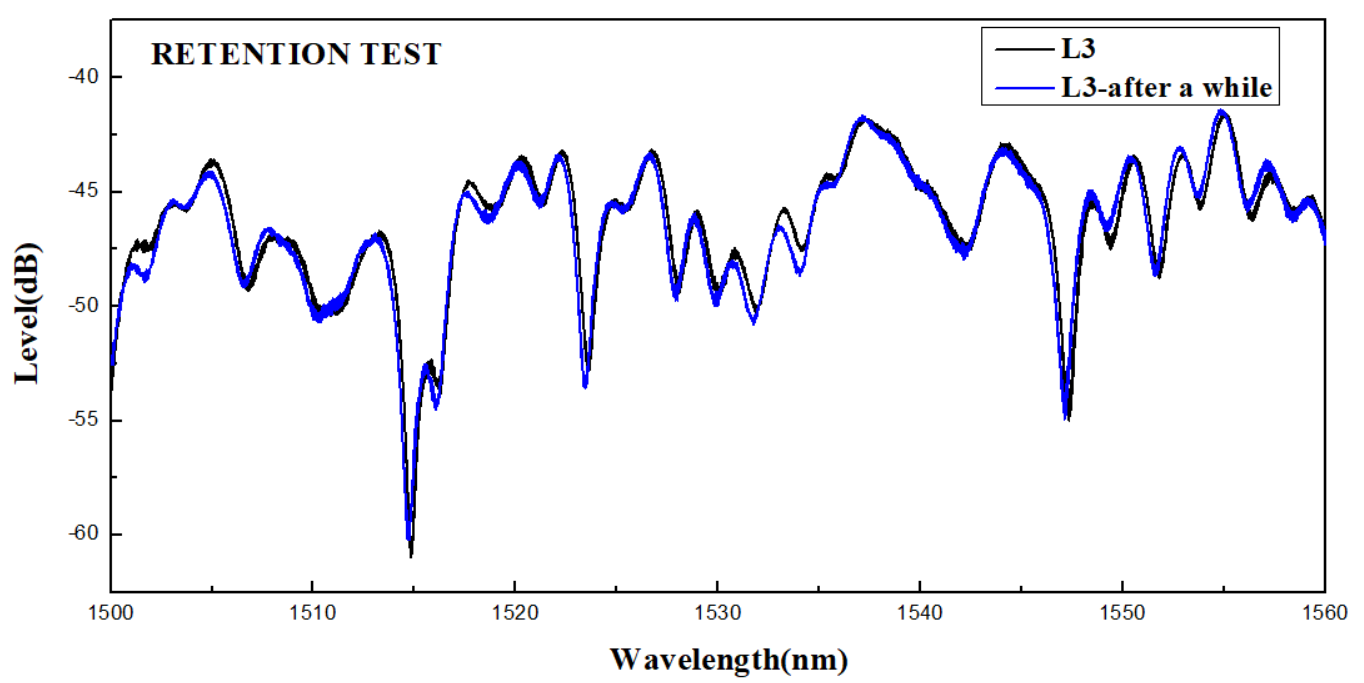 RETENTION TEST
L3
L3-after a while
-40
-45
-50
-55
-60
Level(dB)
1500 1510 1520 1530 1540 1550 1560
Wavelength(nm)